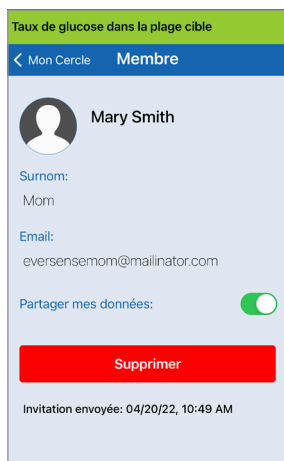 Taux de glucose dans la plage cible
Mon Cercle Membre
Mary Smith
Surnom:
Mom
Email:
eversensemom@mailinator.com
Partager mes données:
Supprimer
Invitation envoyée: 04/20/22, 10:49 AM